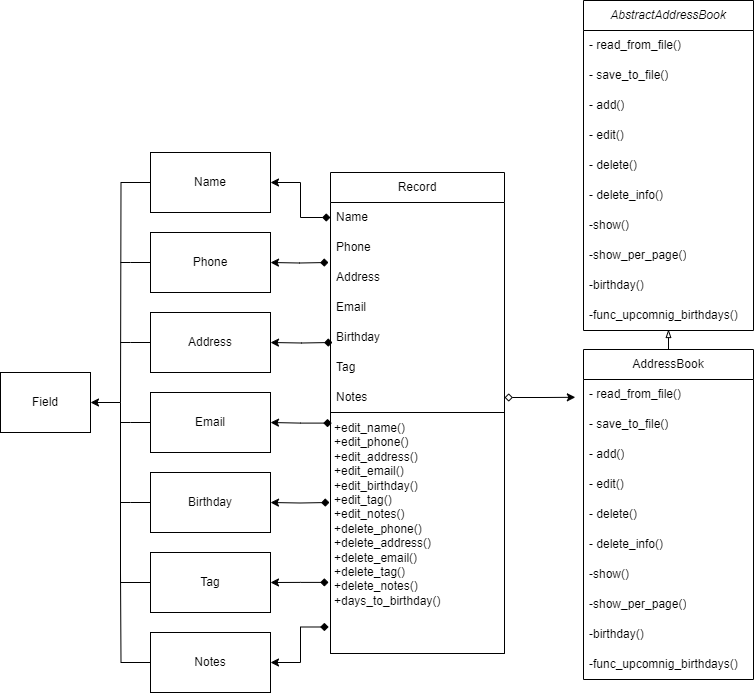 AbstractAddressBook
- read_from_file()
- save_to_file()
- add()
- edit()
- delete()
- delete_info()
-show()
-show_per_page()
-birthday()
-func_upcomnig_birthdays()
AddressBook
- read_from_file()
- save_to_file()
- add()
- edit()
- delete()
- delete_info()
-show()
-show_per_page()
-birthday()
-func_upcomnig_birthdays()
Record
Name
Phone
Address
Email
Birthday
Tag
Notes
+edit_name()
+edit_phone()
+edit_address()
+edit_email()
+edit_birthday()
+edit_tag()
+edit_notes()
+delete_phone()
+delete_address()
+delete_email()
+delete_tag()
+delete_notes()
+days_to_birthday()
Name
Phone
Address
Email
Birthday
Tag
Notes
Field